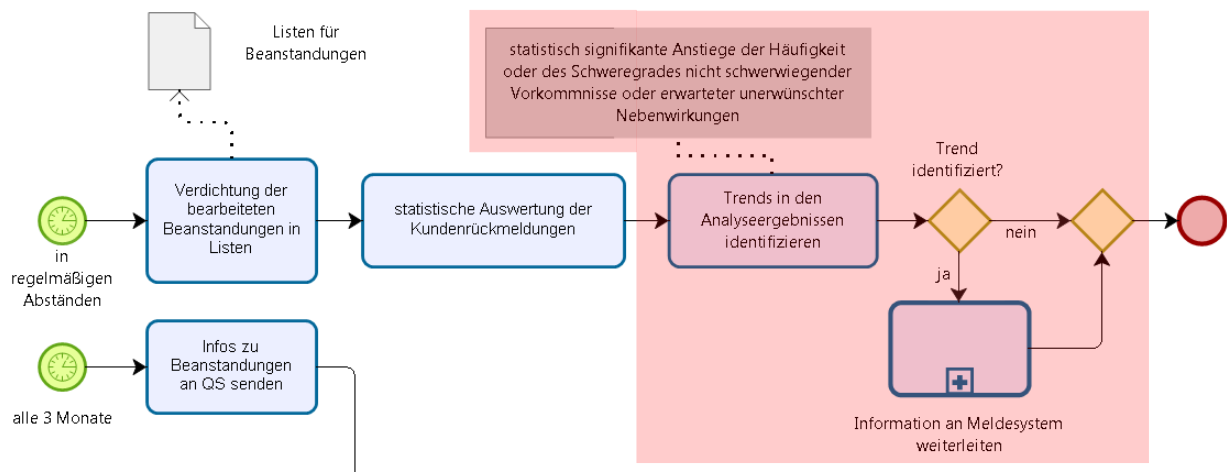 Listen für
Beanstandungen
statistisch signifikante Anstiege der Häufigkeit
oder des Schweregrades nicht schwerwiegender
Vorkommnisse oder erwarteter unerwünschter
Nebenwirkungen
Trend
identifiziert?
Verdichtung der
bearbeiteten
Beanstandungen in
Listen
statistische Auswertung der
Kundenrückmeldungen
Trends in den
Analyseergebnissen
identifizieren
nein
in
regelmäßigen
Abständen
ja
Infos zu
Beanstandungen
an QS senden
alle 3 Monate
Information an Meldesystem
weiterleiten